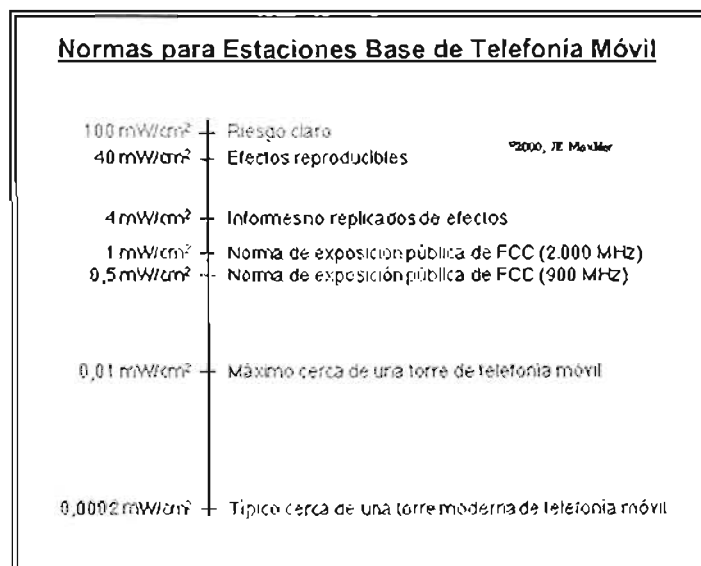 Normas para Estaciones Base de Telefonía Móvil
100 mW/cm² Riesgo claro
40 mW/cm² Efectos reproducibles
©2000, JE Moulder
4 mW/cm² Informes no replicados de efectos
1 mW/cm² Norma de exposición pública de FCC (2.000 MHz)
0,5 mW/cm² Norma de exposición pública de FCC (900 MHz)
0,01 mW/cm² Máximo cerca de una torre de telefonía móvil
0,0002 mW/cm² Típico cerca de una torre moderna de telefonía móvil